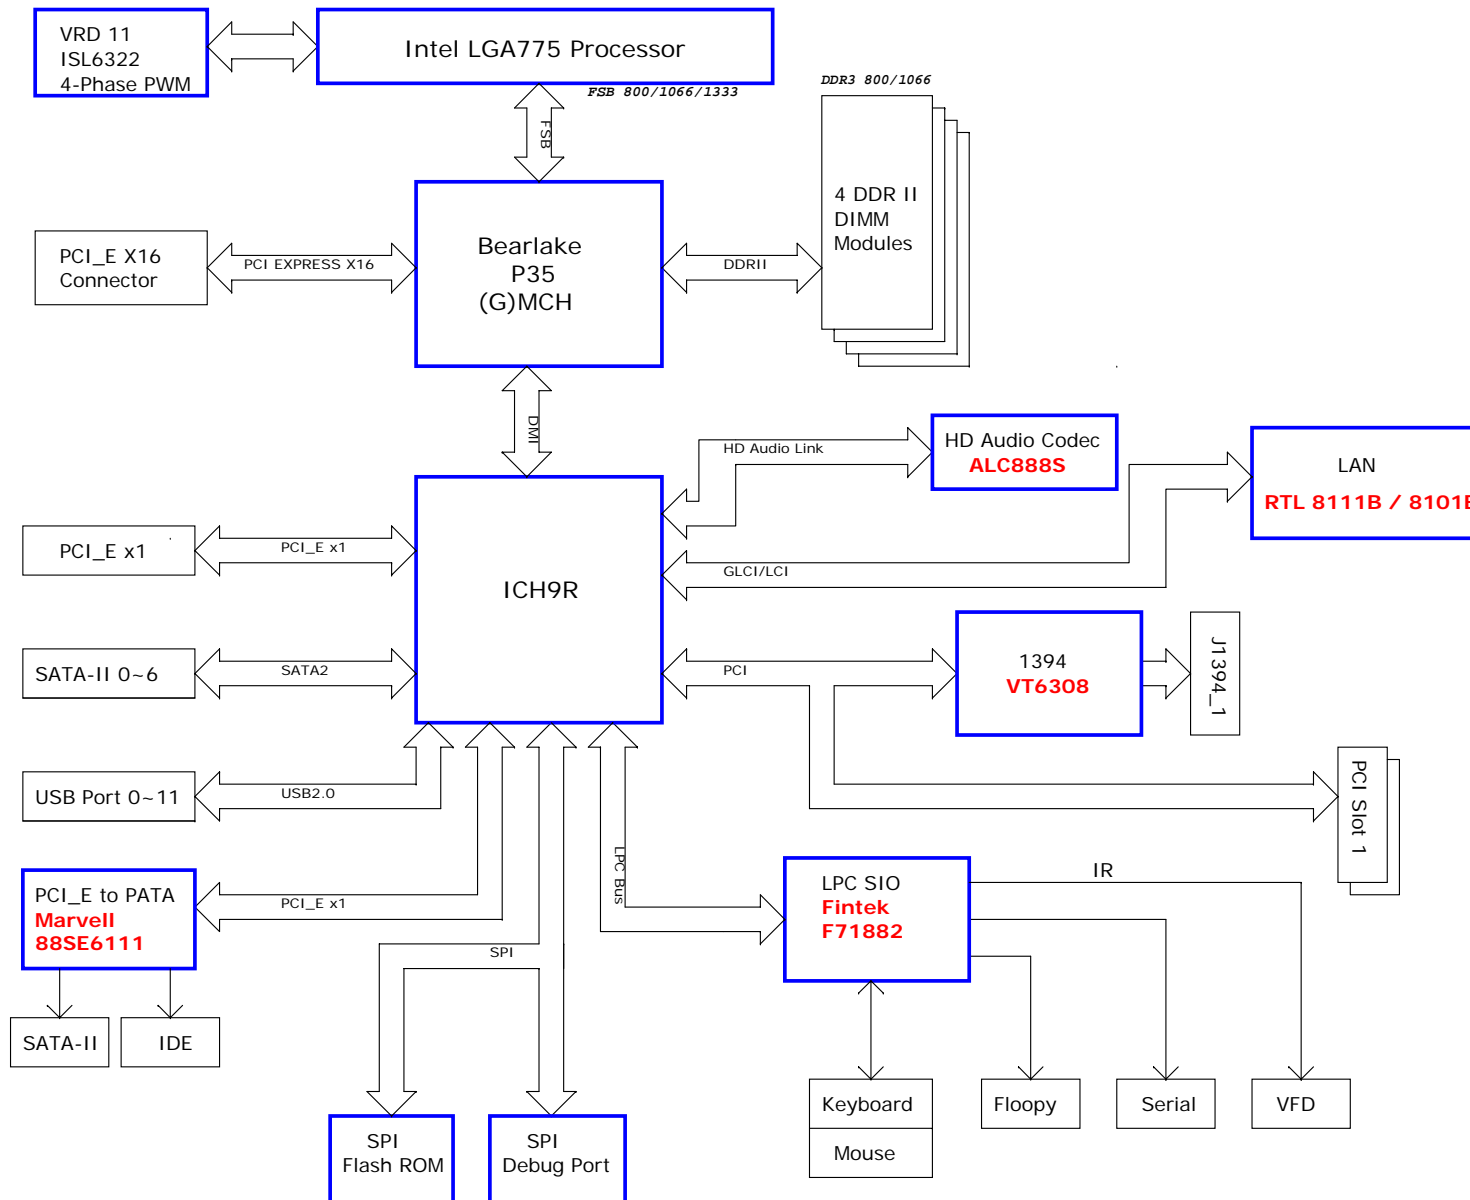 VRD 11
ISL6322
4-Phase PWM
Intel LGA775 Processor
FSB 800/1066/1333
DDR3 800/1066
FSB
4 DDR II
DIMM
Modules
Bearlake
P35
(G)MCH
PCI_E X16
Connector
PCI EXPRESS X16
DDRII
DMI
HD Audio Link
HD Audio Codec
ALC888S
LAN
RTL 8111B / 8101E
PCI_E x1
PCI_E x1
ICH9R
GLCI/LCI
SATA-II 0~6
SATA2
PCI
1394
VT6308
J1394_1
USB Port 0~11
USB2.0
PCI Slot 1
LPC Bus
PCI_E to PATA
Marvell
88SE6111
PCI_E x1
LPC SIO
Fintek
F71882
IR
SPI
SATA-II
IDE
Keyboard
Mouse
Floopy
Serial
VFD
SPI
Flash ROM
SPI
Debug Port